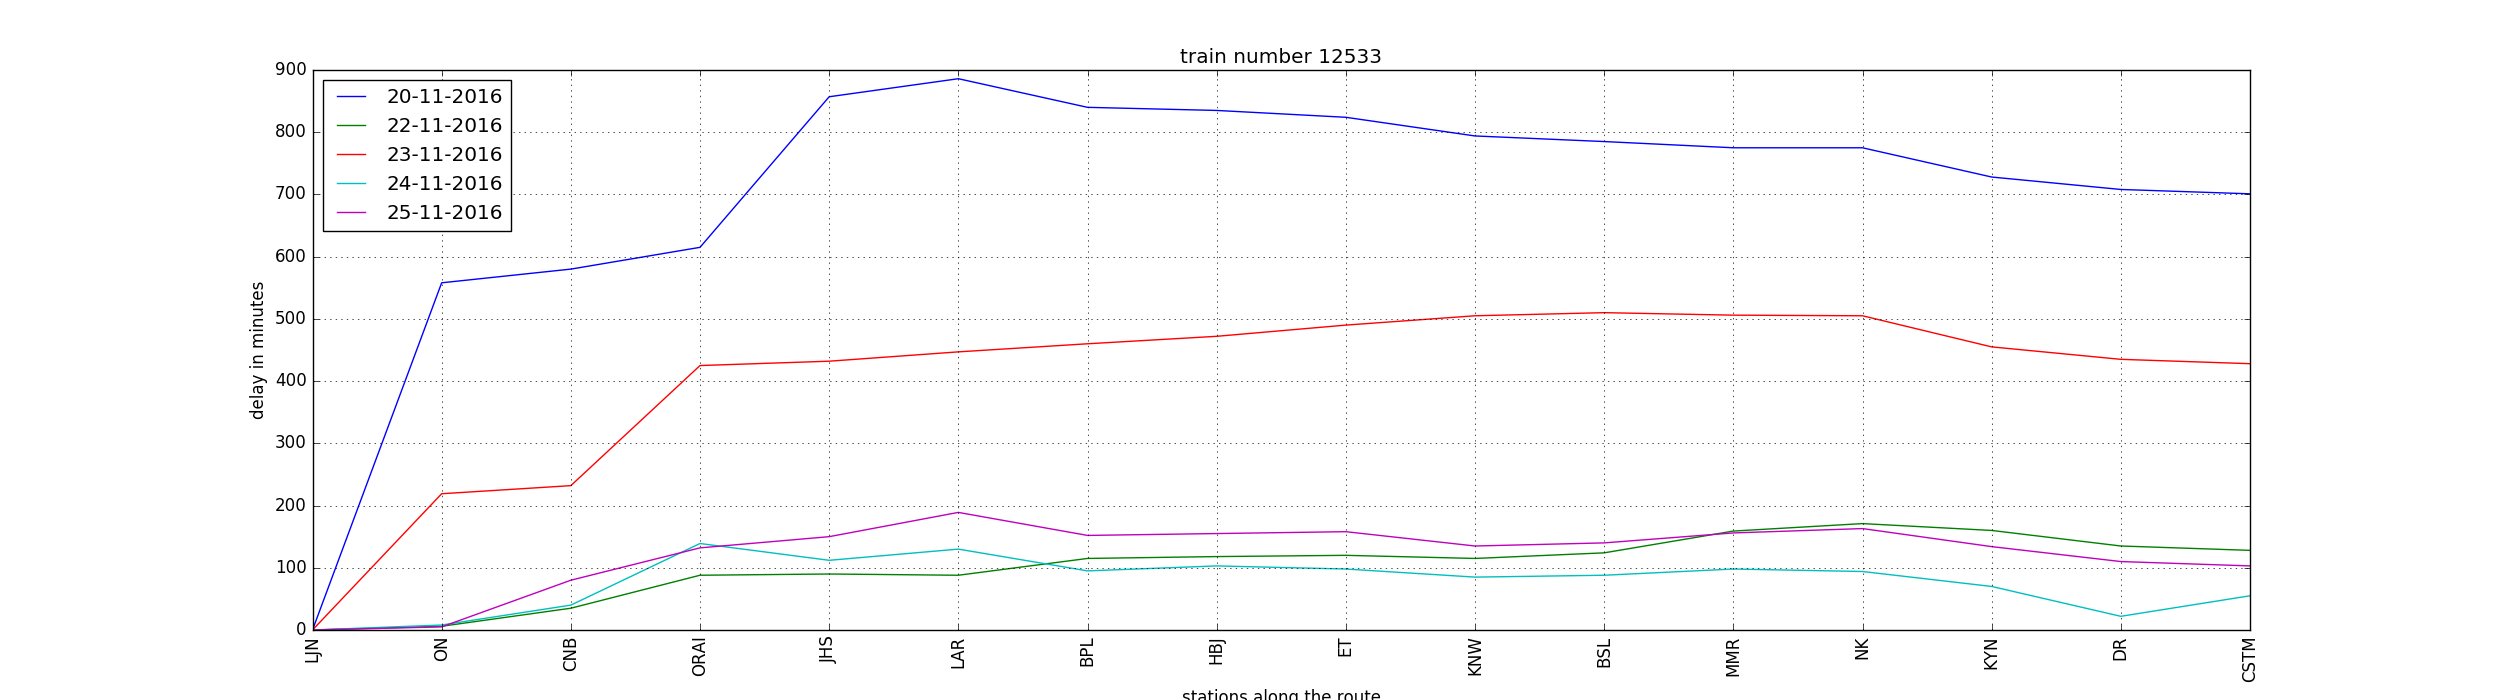 train number 12533
900
800
700
600
500
400
300
200
100
0
delay in minutes
20-11-2016
22-11-2016
23-11-2016
24-11-2016
25-11-2016
LJN
ON
CNB
ORAI
JHS
LAR
BPL
HBJ
ET
KNW
BSL
MMR
NK
KYN
DR
CSTM
stations along the route